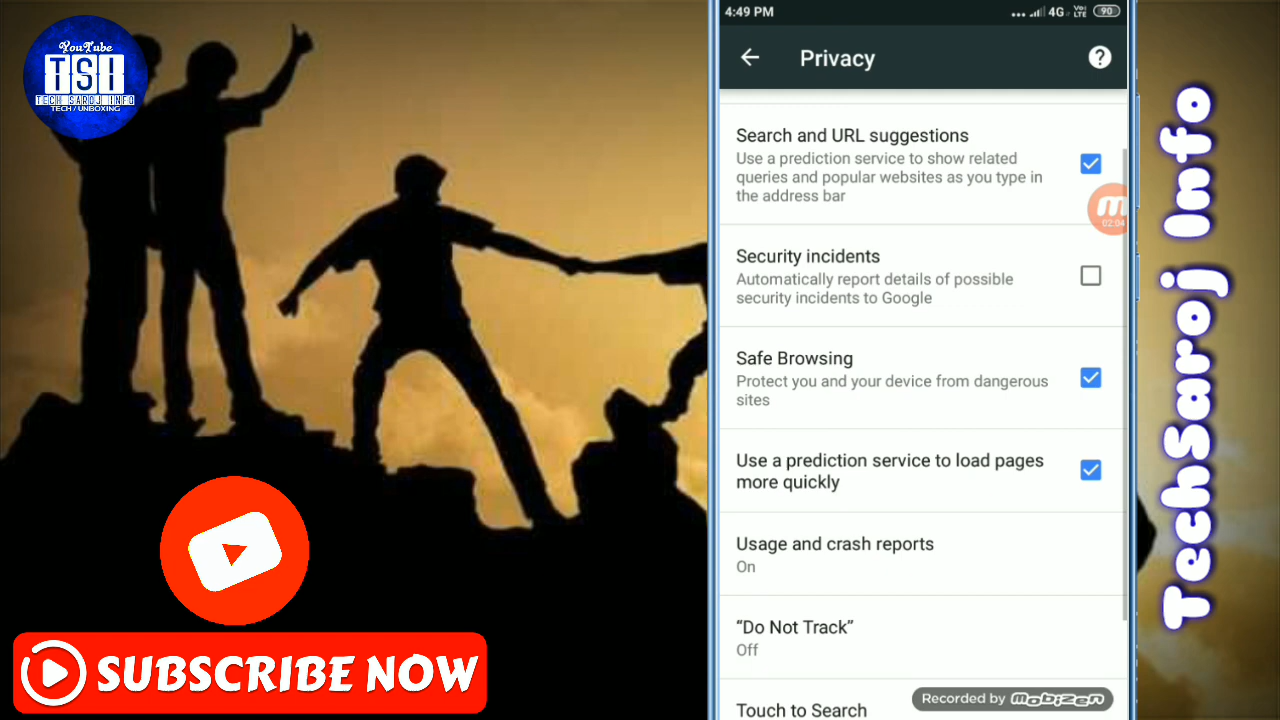 YouTube
TSI
TECH SAROJ INFO
TECH / UNBOXING
SUBSCRIBE NOW
4:49 PM
4G
Vo)
LTE
90
Privacy
?
Search and URL suggestions
Use a prediction service to show related
queries and popular websites as you type in
the address bar
02:04
Security incidents
Automatically report details of possible
security incidents to Google
Safe Browsing
Protect you and your device from dangerous
sites
Use a prediction service to load pages
more quickly
Usage and crash reports
On
“Do Not Track”
Off
Touch to Search
Recorded by mobizen
TechSaroj Info